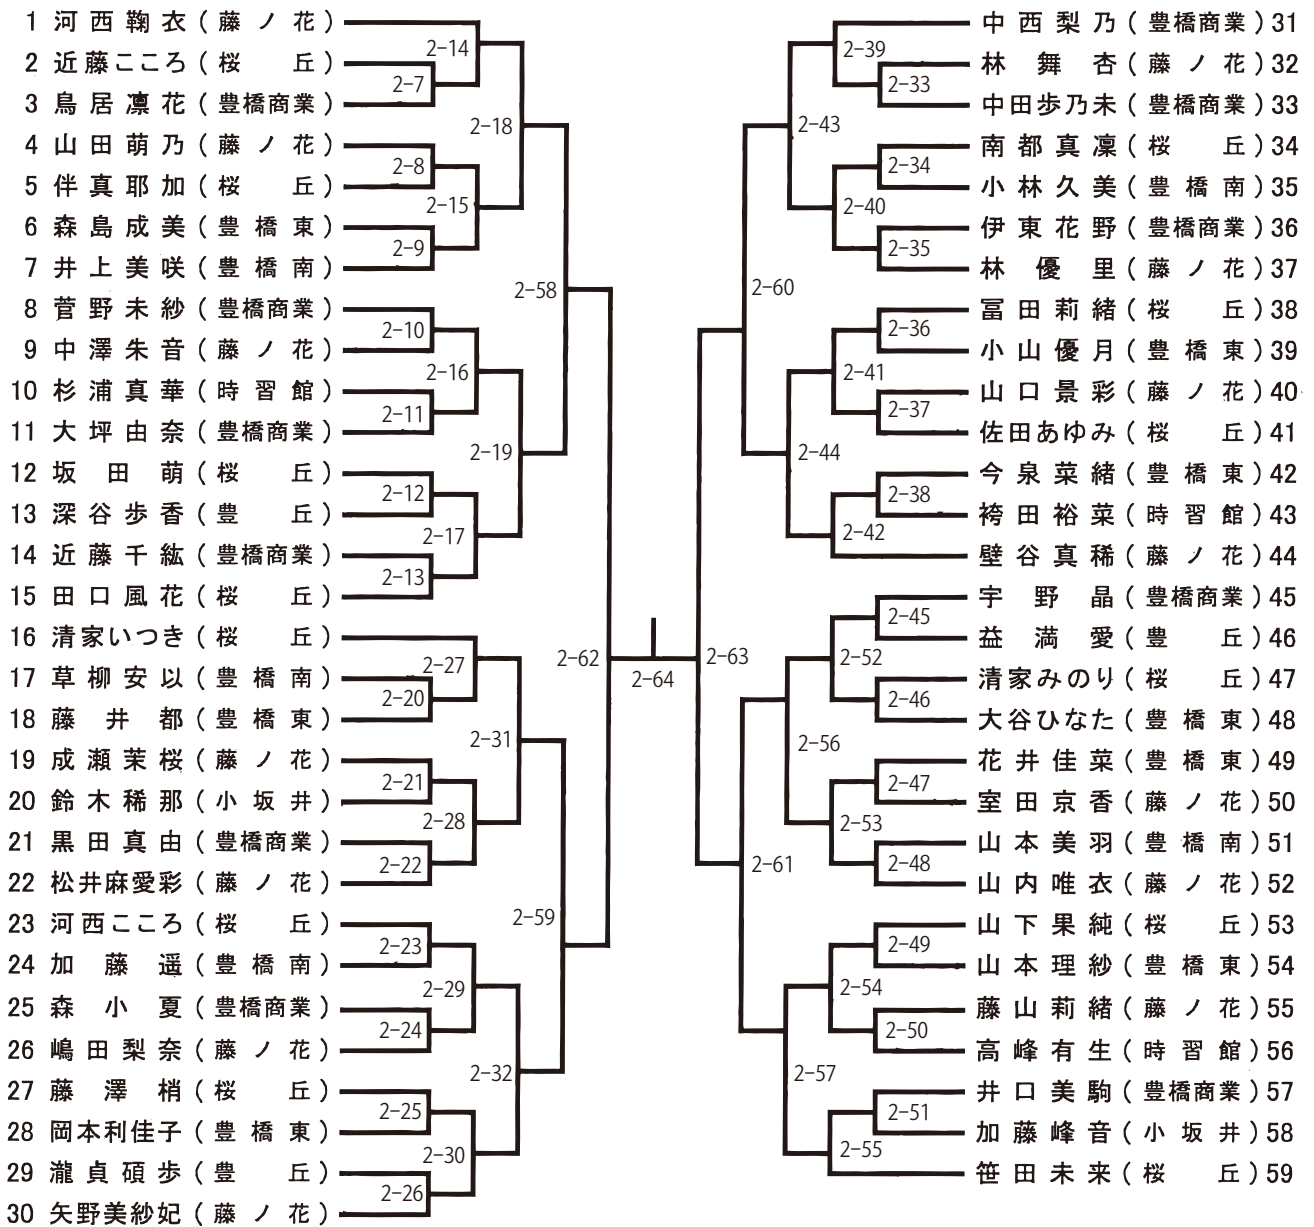 1 河西鞠衣(藤ノ花)
2 近藤こころ(桜丘)
3 鳥居凛花(豊橋商業)
4 山田萌乃(藤ノ花)
5 伴真耶加(桜丘)
6 森島成美(豊橋東)
7 井上美咲(豊橋南)
8 菅野未紗(豊橋商業)
9 中澤朱音(藤ノ花)
10 杉浦真華(時習館)
11 大坪由奈(豊橋商業)
12 坂田萌(桜丘)
13 深谷歩香(豊丘)
14 近藤千紘(豊橋商業)
15 田口風花(桜丘)
16 清家いつき(桜丘)
17 草柳安以(豊橋南)
18 藤井都(豊橋東)
19 成瀬茉桜(藤ノ花)
20 鈴木稀那(小坂井)
21 黒田真由(豊橋商業)
22 松井麻愛彩(藤ノ花)
23 河西こころ(桜丘)
24 加藤遥(豊橋南)
25 森小夏(豊橋商業)
26 嶋田梨奈(藤ノ花)
27 藤澤梢(桜丘)
28 岡本利佳子(豊橋東)
29 瀧貞碩歩(豊丘)
30 矢野美紗妃(藤ノ花)
2-14
2-7
2-18
2-8
2-15
2-9
2-58
2-10
2-16
2-11
2-19
2-12
2-17
2-13
2-62
2-27
2-20
2-31
2-21
2-28
2-22
2-59
2-23
2-29
2-24
2-32
2-25
2-30
2-26
2-64
2-63
2-39
2-33
2-43
2-34
2-40
2-35
2-60
2-36
2-41
2-37
2-44
2-38
2-42
2-45
2-52
2-46
2-56
2-47
2-53
2-48
2-61
2-49
2-54
2-50
2-57
2-51
2-55
中西梨乃(豊橋商業)31
林舞杏(藤ノ花)32
中田歩乃未(豊橋商業)33
南都真凜(桜丘)34
小林久美(豊橋南)35
伊東花野(豊橋商業)36
林優里(藤ノ花)37
冨田莉緒(桜丘)38
小山優月(豊橋東)39
山口景彩(藤ノ花)40
佐田あゆみ(桜丘)41
今泉菜緒(豊橋東)42
袴田裕菜(時習館)43
壁谷真稀(藤ノ花)44
宇野晶(豊橋商業)45
益満愛(豊丘)46
清家みのり(桜丘)47
大谷ひなた(豊橋東)48
花井佳菜(豊橋東)49
室田京香(藤ノ花)50
山本美羽(豊橋南)51
山内唯衣(藤ノ花)52
山下果純(桜丘)53
山本理紗(豊橋東)54
藤山莉緒(藤ノ花)55
高峰有生(時習館)56
井口美駒(豊橋商業)57
加藤峰音(小坂井)58
笹田未来(桜丘)59